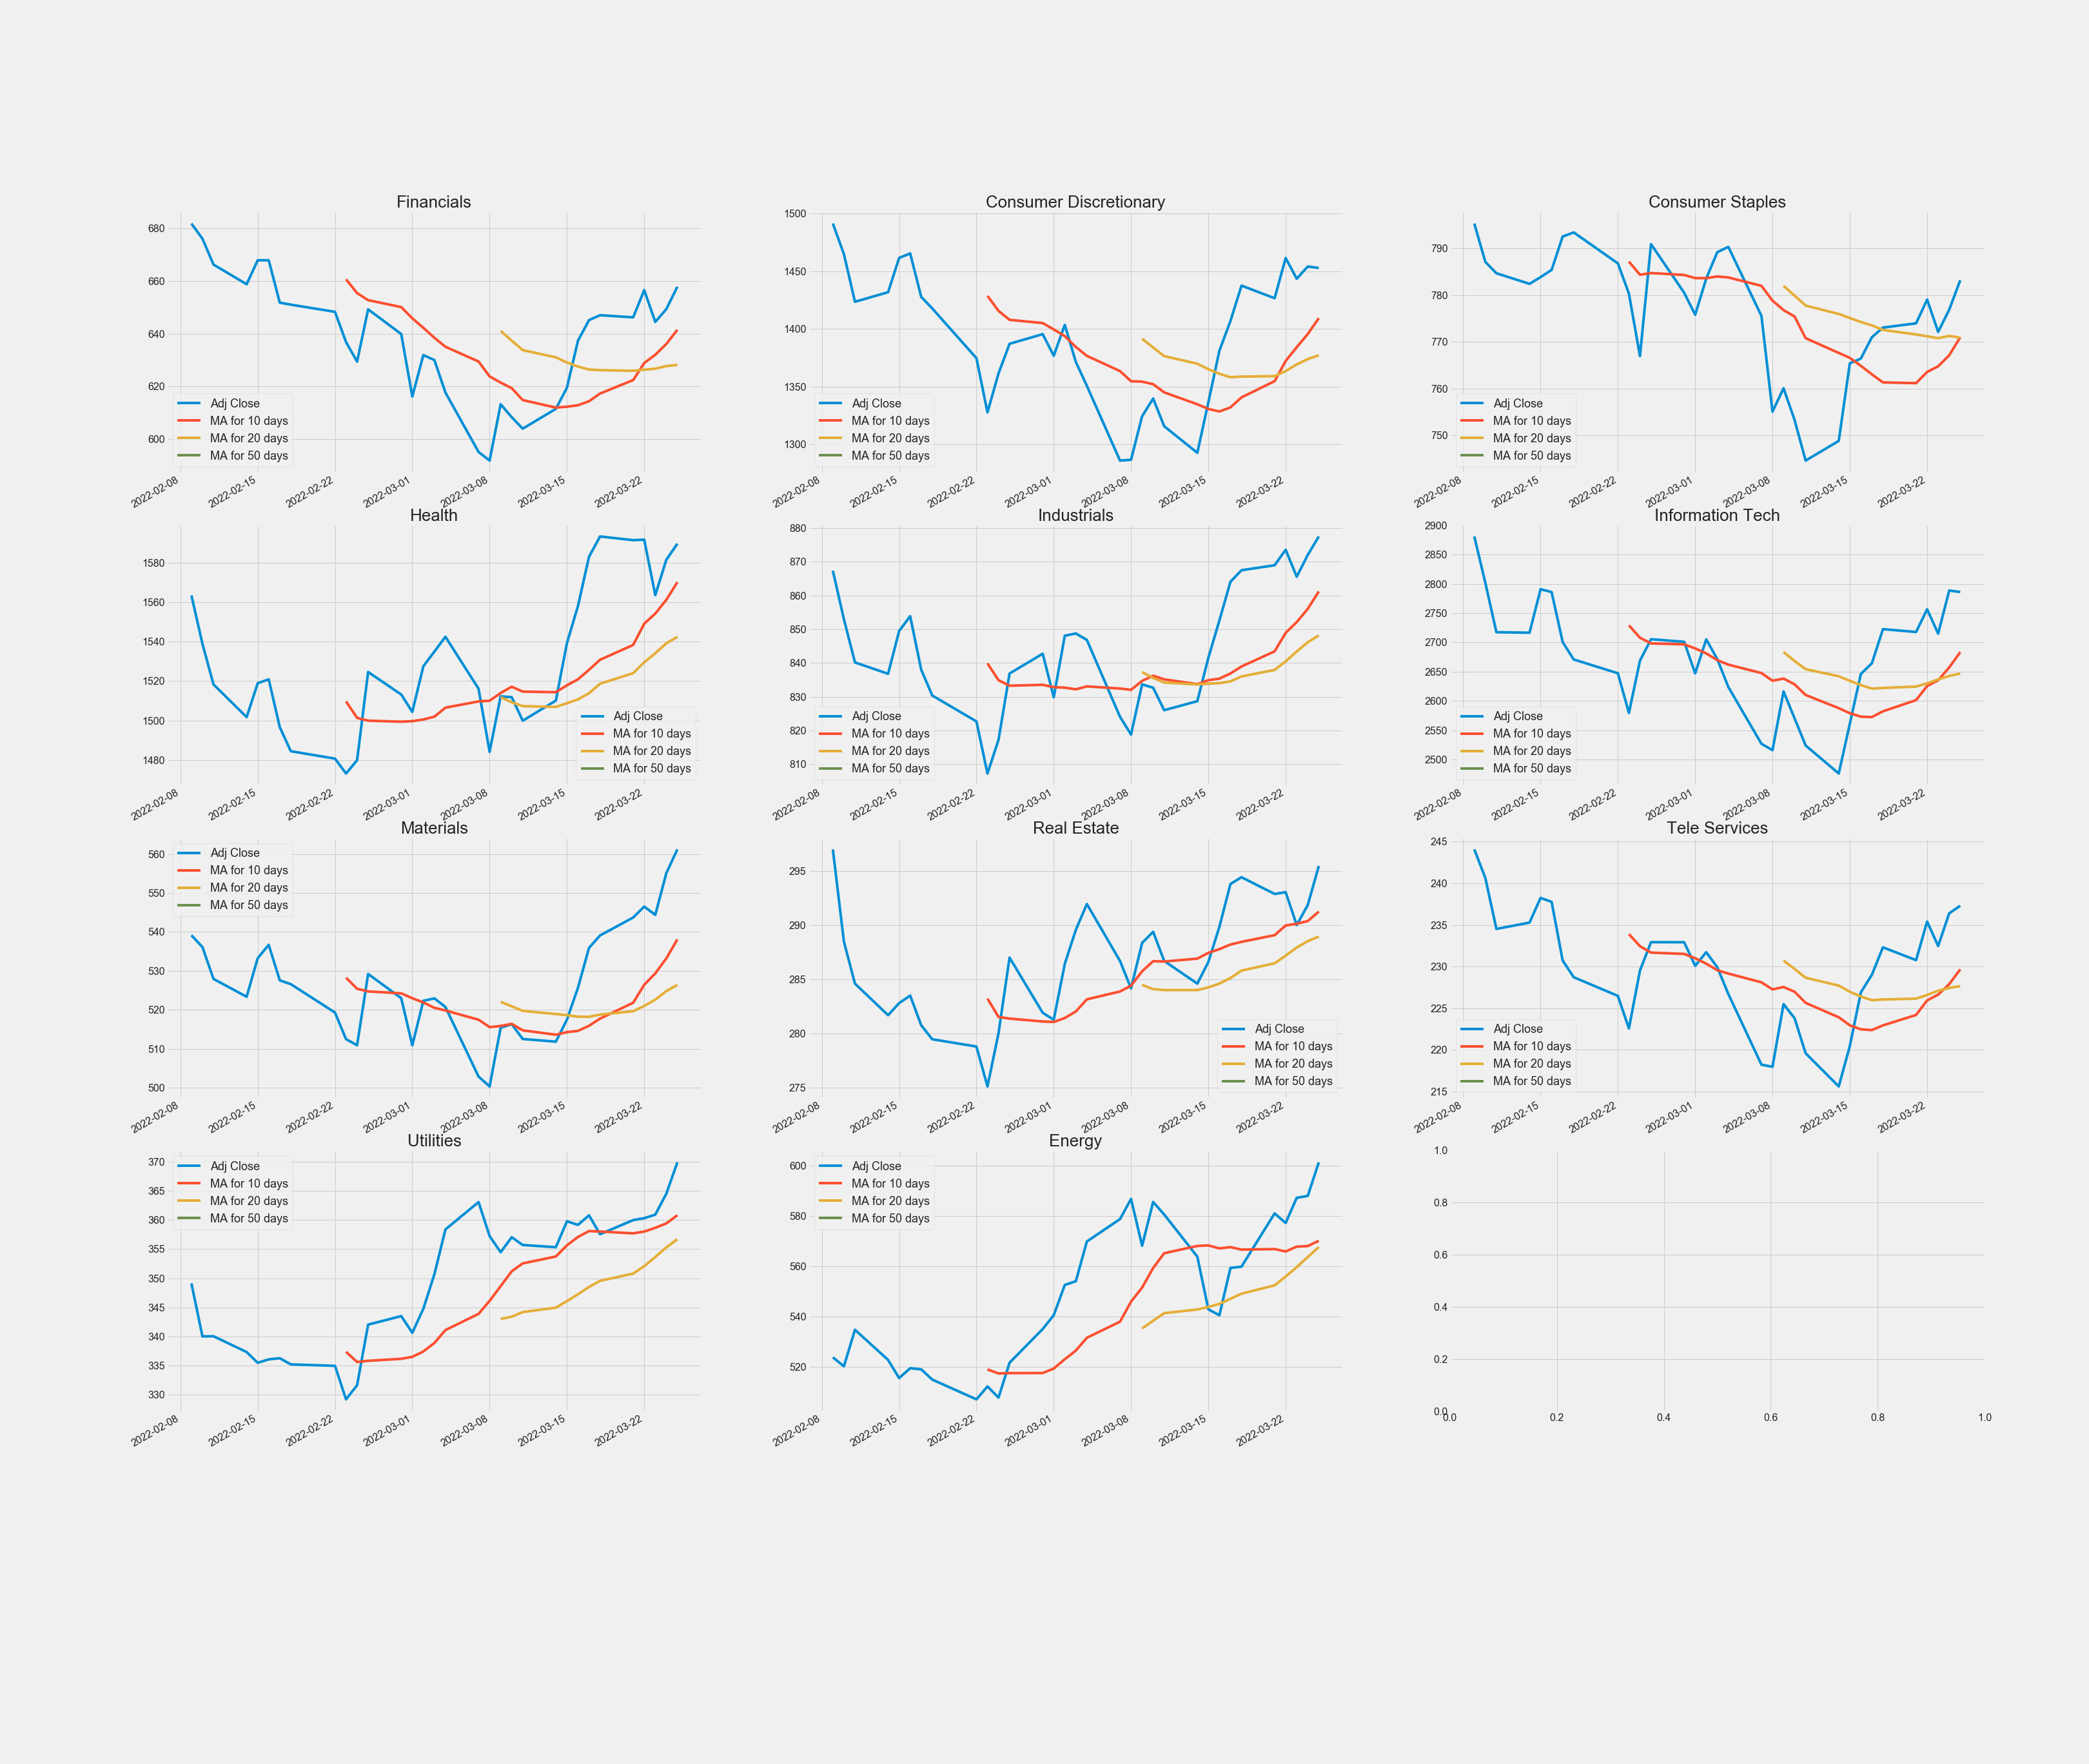 Financials
680
660
640
620
600
Adj Close
MA for 10 days
MA for 20 days
MA for 50 days
2022-02-08
2022-02-15
2022-02-22
2022-03-01
2022-03-08
2022-03-15
2022-03-22
Consumer Discretionary
1500
1450
1400
1350
1300
Adj Close
MA for 10 days
MA for 20 days
MA for 50 days
2022-02-08
2022-02-15
2022-02-22
2022-03-01
2022-03-08
2022-03-15
2022-03-22
Consumer Staples
790
780
770
760
750
Adj Close
MA for 10 days
MA for 20 days
MA for 50 days
2022-02-08
2022-02-15
2022-02-22
2022-03-01
2022-03-08
2022-03-15
2022-03-22
Health
1580
1560
1540
1520
1500
1480
Adj Close
MA for 10 days
MA for 20 days
MA for 50 days
2022-02-08
2022-02-15
2022-02-22
2022-03-01
2022-03-08
2022-03-15
2022-03-22
Industrials
880
870
860
850
840
830
820
810
Adj Close
MA for 10 days
MA for 20 days
MA for 50 days
2022-02-08
2022-02-15
2022-02-22
2022-03-01
2022-03-08
2022-03-15
2022-03-22
Information Tech
2900
2850
2800
2750
2700
2650
2600
2550
2500
Adj Close
MA for 10 days
MA for 20 days
MA for 50 days
2022-02-08
2022-02-15
2022-02-22
2022-03-01
2022-03-08
2022-03-15
2022-03-22
Materials
560
550
540
530
520
510
500
Adj Close
MA for 10 days
MA for 20 days
MA for 50 days
2022-02-08
2022-02-15
2022-02-22
2022-03-01
2022-03-08
2022-03-15
2022-03-22
Real Estate
295
290
285
280
275
Adj Close
MA for 10 days
MA for 20 days
MA for 50 days
2022-02-08
2022-02-15
2022-02-22
2022-03-01
2022-03-08
2022-03-15
2022-03-22
Tele Services
245
240
235
230
225
220
215
Adj Close
MA for 10 days
MA for 20 days
MA for 50 days
2022-02-08
2022-02-15
2022-02-22
2022-03-01
2022-03-08
2022-03-15
2022-03-22
Utilities
370
365
360
355
350
345
340
335
330
Adj Close
MA for 10 days
MA for 20 days
MA for 50 days
2022-02-08
2022-02-15
2022-02-22
2022-03-01
2022-03-08
2022-03-15
2022-03-22
Energy
600
580
560
540
520
Adj Close
MA for 10 days
MA for 20 days
MA for 50 days
2022-02-08
2022-02-15
2022-02-22
2022-03-01
2022-03-08
2022-03-15
2022-03-22
1.0
0.8
0.6
0.4
0.2
0.0
0.0
0.2
0.4
0.6
0.8
1.0